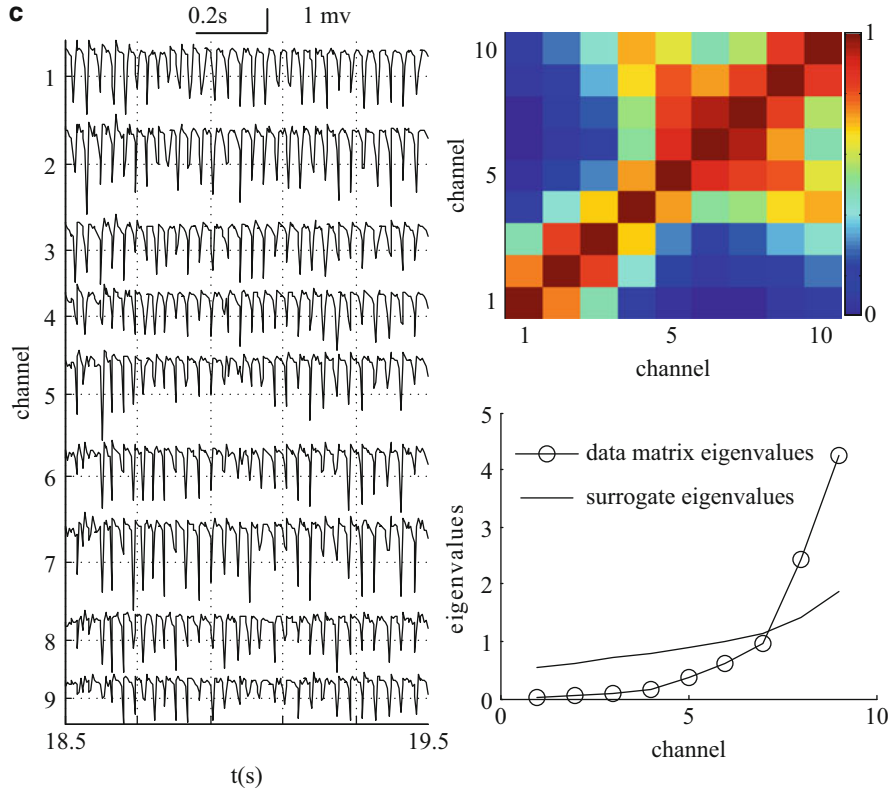 c
0.2s
1 mv
1
2
3
4
5
6
7
8
9
channel
18.5
19.5
t(s)
10
5
1
channel
1
5
10
channel
1
0
5
4
3
2
1
0
eigenvalues
data matrix eigenvalues
surrogate eigenvalues
0
5
10
channel